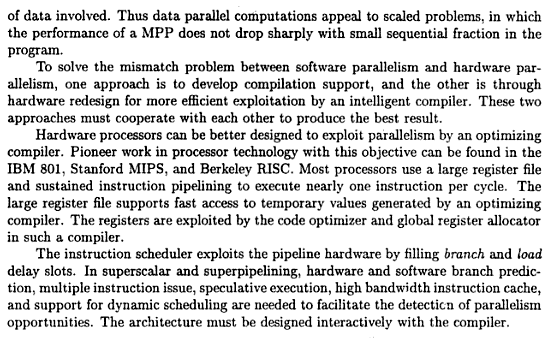 of data involved. Thus data parallel computations appeal to scaled problems, in which
the performance of a MPP does not drop sharply with small sequential fraction in the
program.
To solve the mismatch problem between software parallelism and hardware par-
allelism, one approach is to develop compilation support, and the other is through
hardware redesign for more efficient exploitation by an intelligent compiler. These two
approaches must cooperate with each other to produce the best result.
Hardware processors can be better designed to exploit parallelism by an optimizing
compiler. Pioneer work in processor technology with this objective can be found in the
IBM 801, Stanford MIPS, and Berkeley RISC. Most processors use a large register file
and sustained instruction pipelining to execute nearly one instruction per cycle. The
large register file supports fast access to temporary values generated by an optimizing
compiler. The registers are exploited by the code optimizer and global register allocator
in such a compiler.
The instruction scheduler exploits the pipeline hardware by filling branch and load
delay slots. In superscalar and superpipelining, hardware and software branch predic-
tion, multiple instruction issue, speculative execution, high bandwidth instruction cache,
and support for dynamic scheduling are needed to facilitate the detection of parallelism
opportunities. The architecture must be designed interactively with the compiler.